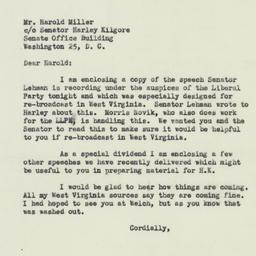 Mr. Harold Miller
c/o Senator Harley Kilgore
Senate Office Building
Washington 25, D. C.
Dear Harold:
I am enclosing a copy of the speech Senator
Lehman is recording under the auspices of the Liberal
Party tonight and which was especially designed for
re-broadcast in West Virginia. Senator Lehman wrote to
Harley about this. Morris Novik, who also does work
for the LLPE, is handling this. We wanted you and the
Senator to read this to make sure it would be helpful
to you if re-broadcast in West Virginia.
As a special dividend I am enclosing a few
other speeches we have recently delivered which might
be useful to you in preparing material for H.K.
I would be glad to hear how things are coming.
All my West Virginia sources say they are coming fine.
I had hoped to see you at Welch, but as you know that
was washed out.
Cordially,